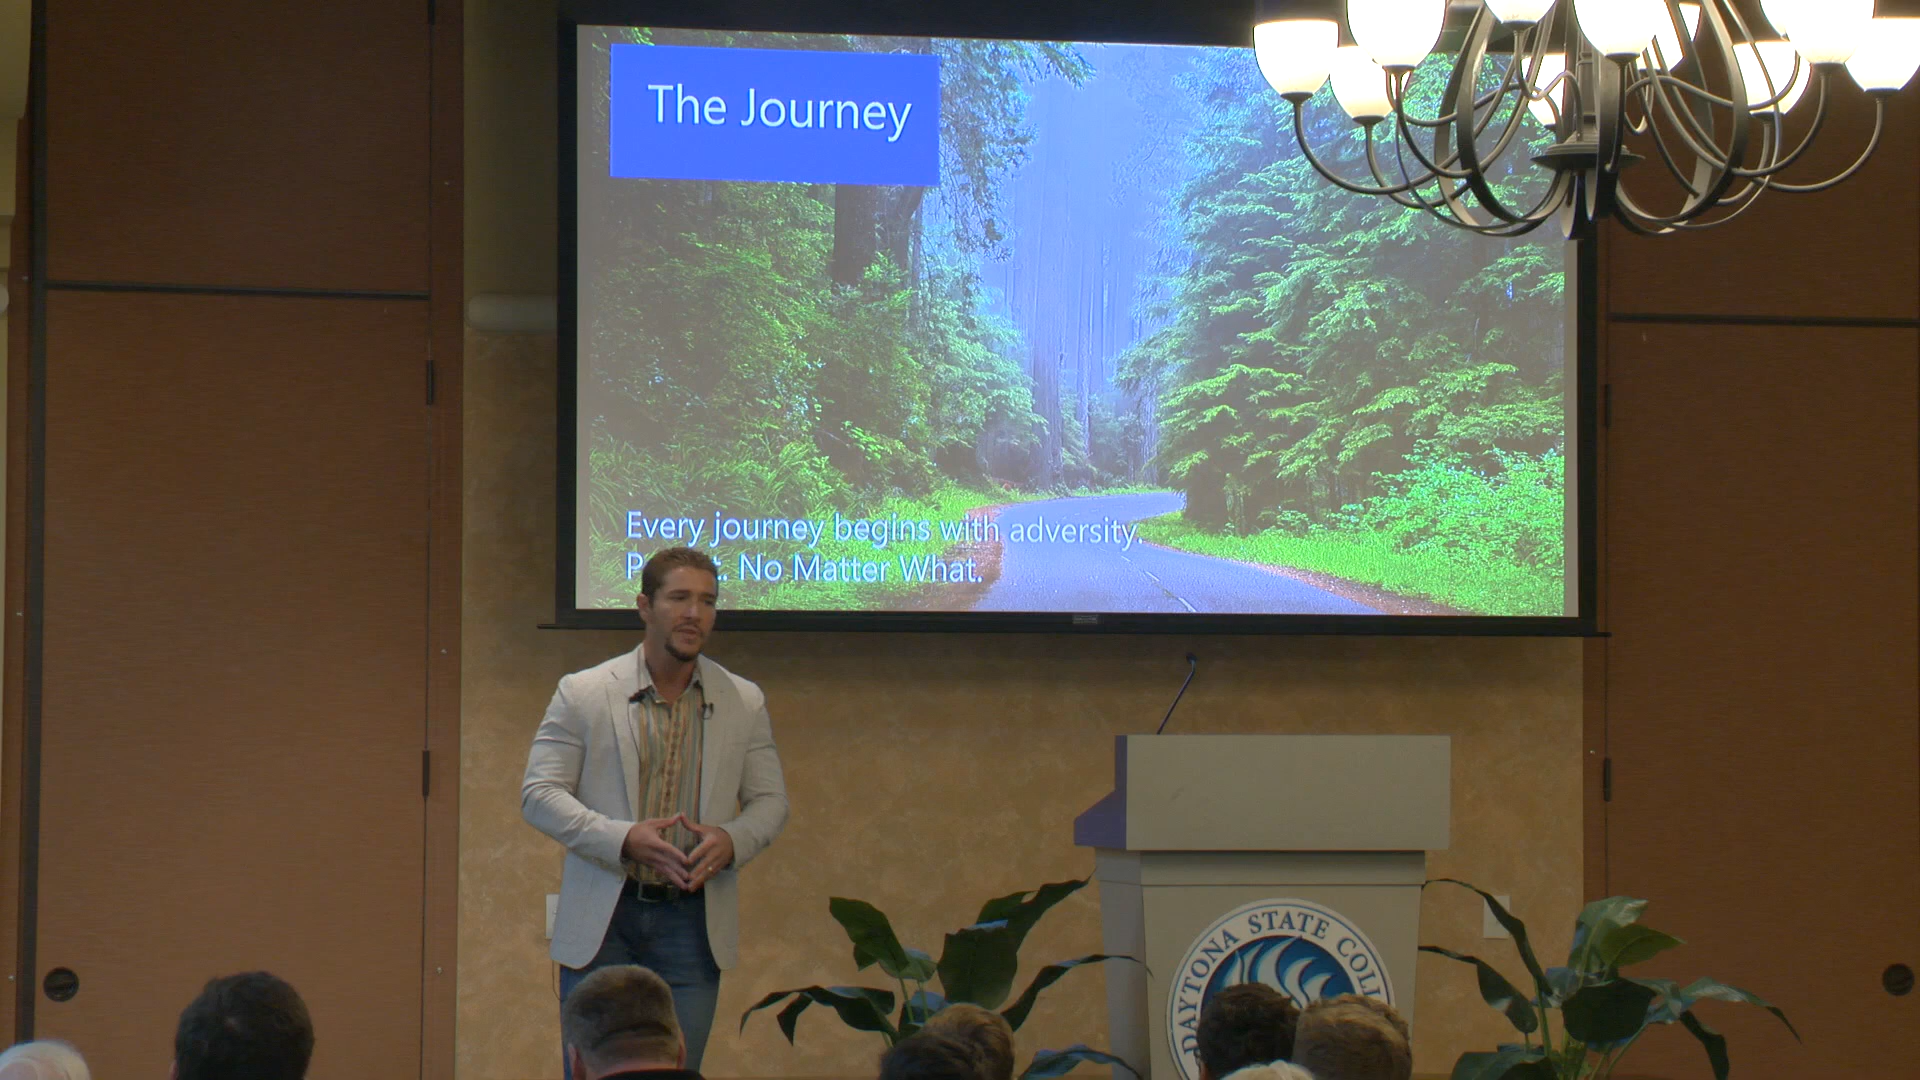 The Journey
Every journey begins with adversity.
No Matter What.
DAYTONA STATE